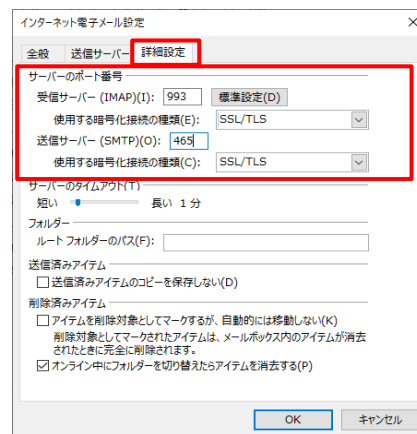 インターネット電子メール設定
全般 送信サーバー 詳細設定
サーバーのポート番号
受信サーバー (IMAP)(I): 993 標準設定(D)
使用する暗号化接続の種類(E): SSL/TLS
送信サーバー (SMTP)(O): 465
使用する暗号化接続の種類(C): SSL/TLS
サーバーのタイムアウト(T)
短い 長い 1 分
フォルダー
ルート フォルダーのパス(F):
送信済みアイテム
送信済みアイテムのコピーを保存しない(D)
削除済みアイテム
アイテムを削除対象としてマークするが、自動的には移動しない(K)
削除対象としてマークされたアイテムは、メールボックス内のアイテムが消去
されたときに完全に削除されます。
オンライン中にフォルダーを切り替えたらアイテムを消去する(P)
OK キャンセル